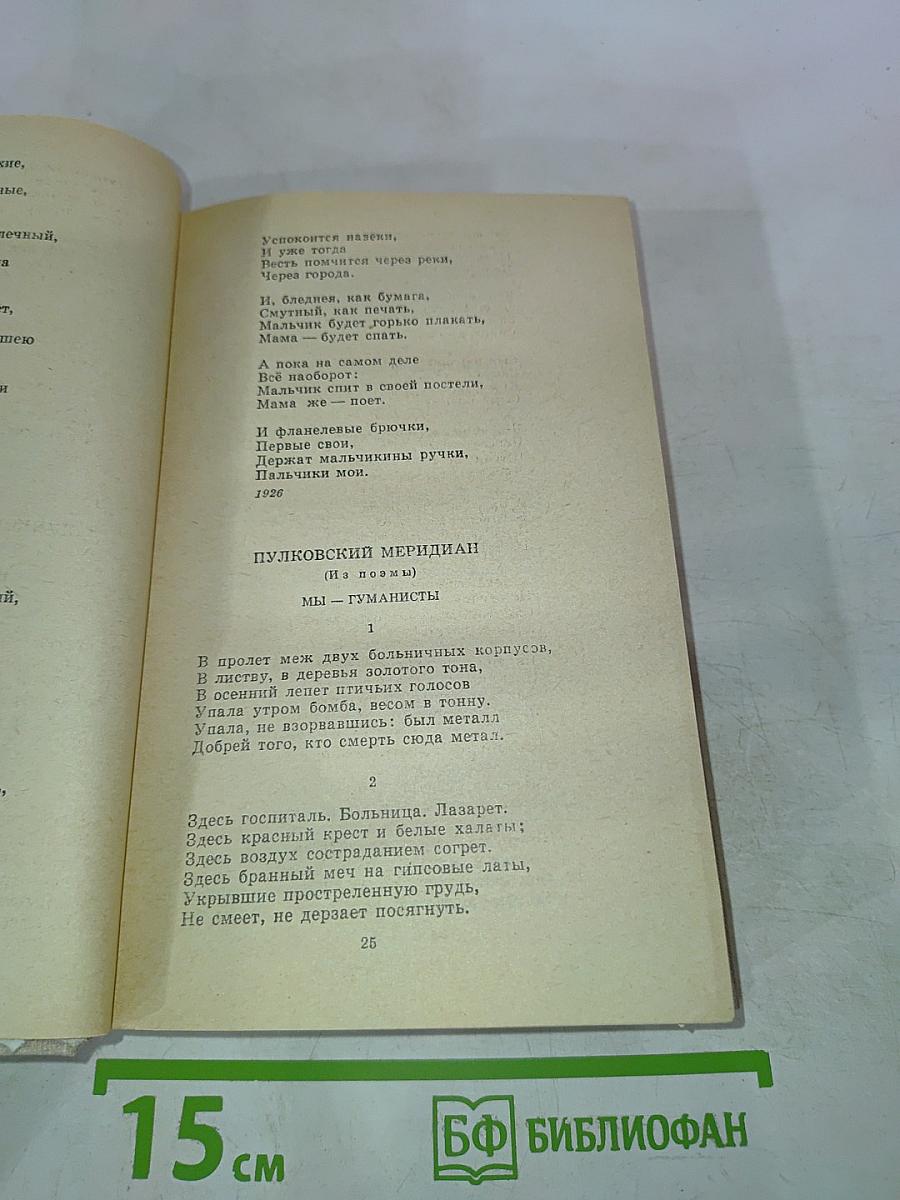 Успокоится навеки,
И уже тогда
Весть помчится через реки,
Через города.
И, бледнея, как бумага,
Смутный, как печать,
Мальчик будет горько плакать,
Мама — будет спать.
А пока на самом деле
Всё наоборот:
Мальчик спит в своей постели,
Мама же — поет.
И фланелевые брючки,
Первые свои,
Держат мальчикины ручки,
Пальчики мои.
1926
ПУЛКОВСКИЙ МЕРИДИАН
(Из поэмы)
МЫ — ГУМАНИСТЫ
1
В пролет меж двух больничных корпусов,
В листву, в деревья золотого тона,
В осенний лепет птичьих голосов
Упала утром бомба, весом в тонну.
Упала, не взорвавшись: был металл
Добрей того, кто смерть сюда метал.
2
Здесь госпиталь. Больница. Лазарет.
Здесь красный крест и белые халаты;
Здесь воздух состраданием согрет.
Здесь бранный меч на гипсовые латы,
Укрывшие простреленную грудь,
Не смеет, не дерзает посягнуть.
25
15 см
БФ БИБЛИОФАН